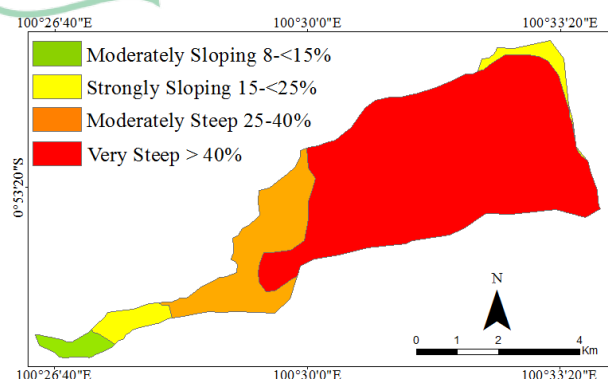 100°26'40"E 100°30'0"E 100°33'20"E
Moderately Sloping 8-<15%
Strongly Sloping 15-<25%
Moderately Steep 25-40%
Very Steep > 40%
0°53'20"S
N
0 1 2 4
Km
100°26'40"E 100°30'0"E 100°33'20"E